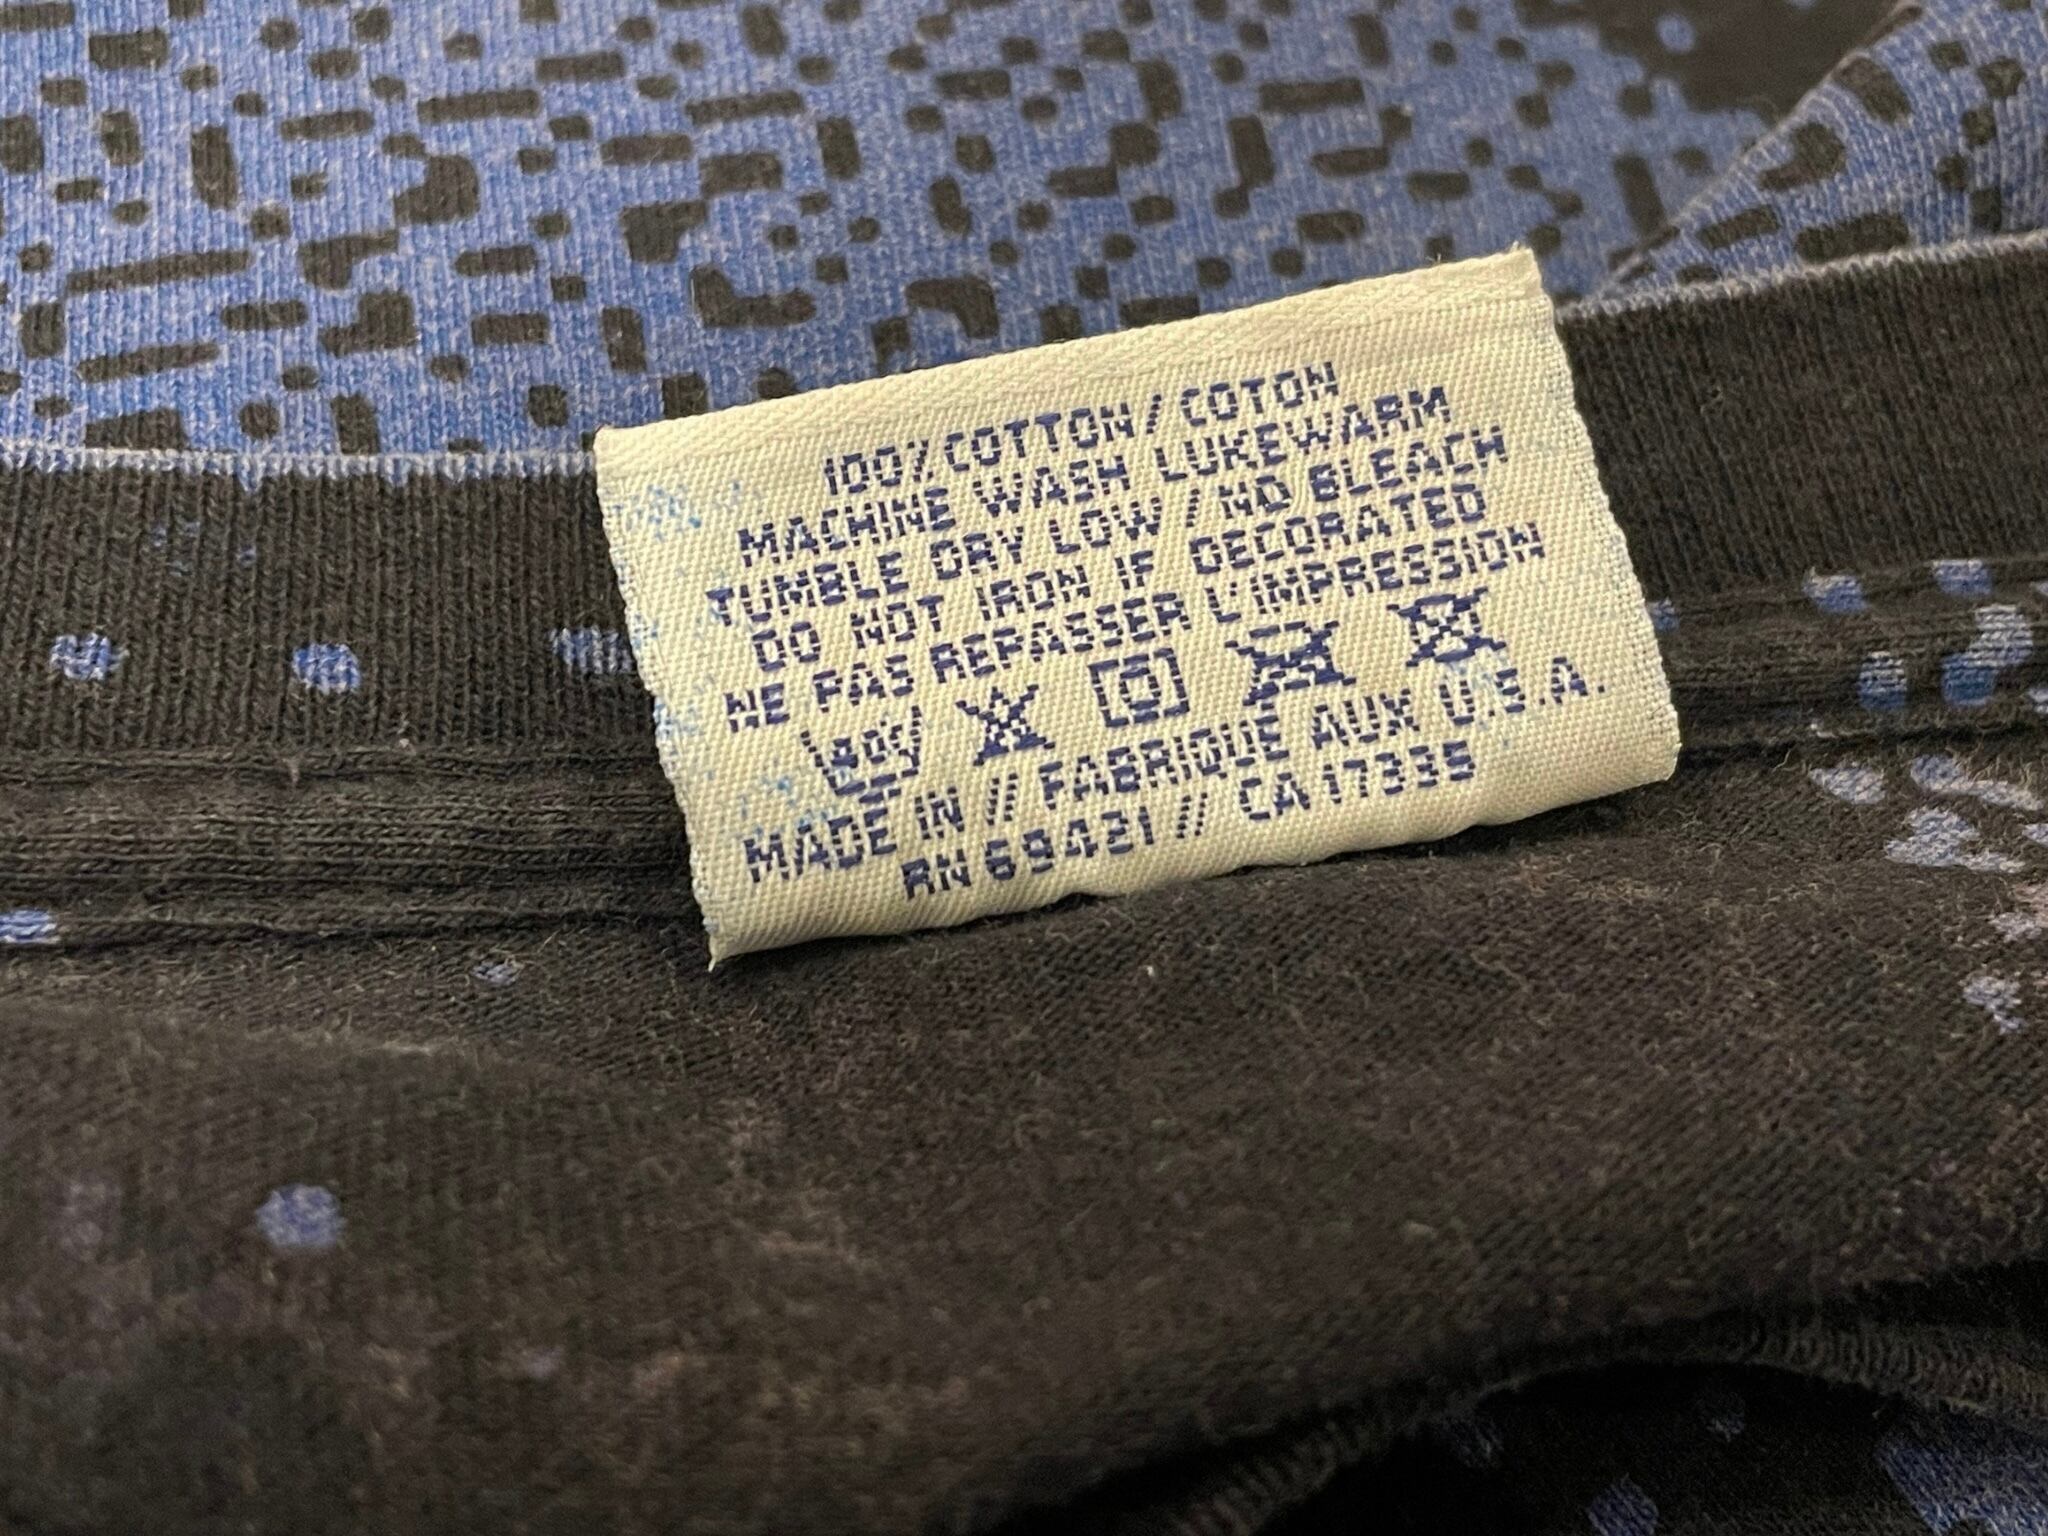 100% COTTON / COTON
MACHINE WASH LUKEWARM
TUMBLE DRY LOW / NO BLEACH
DO NOT IRON IF DECORATED
NE PAS REPASSER L'IMPRESSION
MADE IN // FABRIQUE AUX U.S.A.
RN 69421 // CA 17335